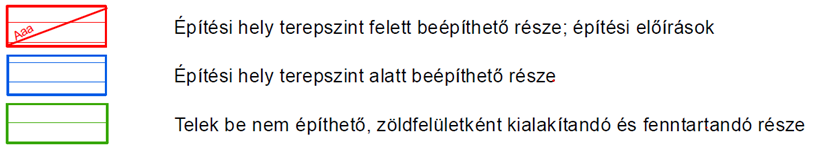 Aaa Építési hely terepszint felett beépíthető része; építési előírások
Építési hely terepszint alatt beépíthető része
Telek be nem építhető, zöldfelületként kialakítandó és fenntartandó része